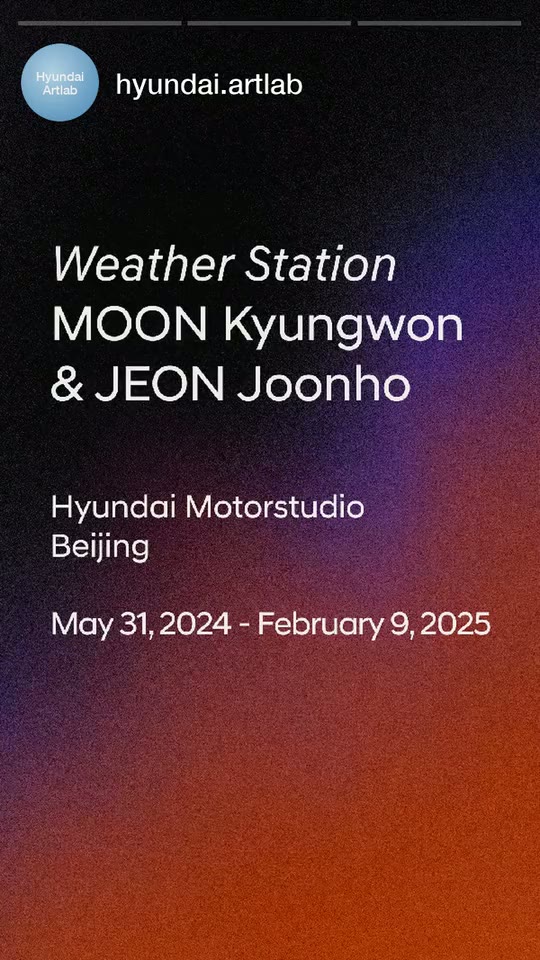 Hyundai
Artlab
hyundai.artlab
Weather Station
MOON Kyungwon
& JEON Joonho
Hyundai Motorstudio
Beijing
May 31, 2024 - February 9, 2025